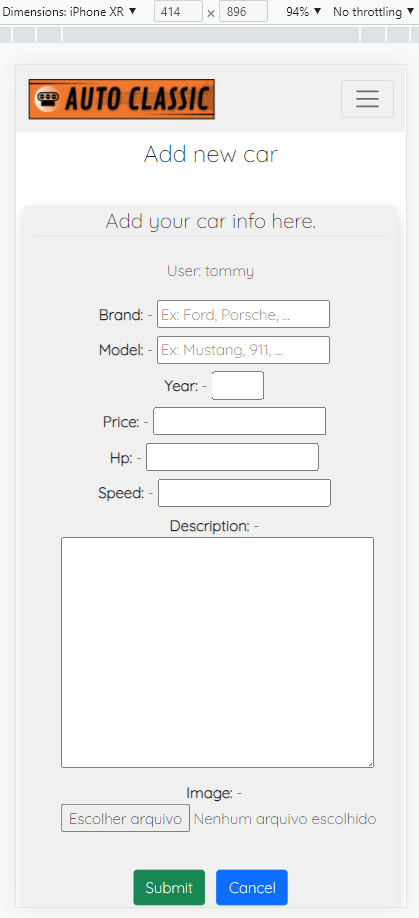 Dimensions: iPhone XR ▼ 414 × 896 94% ▼ No throttling ▼
AUTO CLASSIC
Add new car
Add your car info here.
User: tommy
Brand: - Ex: Ford, Porsche, ...
Model: - Ex: Mustang, 911, ...
Year: -
Price: -
Hp: -
Speed: -
Description: -
Image: -
Escolher arquivo Nenhum arquivo escolhido
Submit Cancel